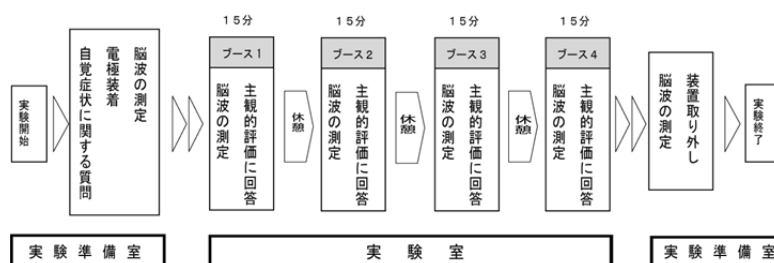 15分
15分
15分
15分
実験開始
脳波の測定
電極装着
自覚症状に関する質問
ブース1
主観的評価に回答
脳波の測定
休憩
ブース2
主観的評価に回答
脳波の測定
休憩
ブース3
主観的評価に回答
脳波の測定
休憩
ブース4
主観的評価に回答
脳波の測定
装置取り外し
脳波の測定
実験終了
実験準備室
実験室
実験準備室